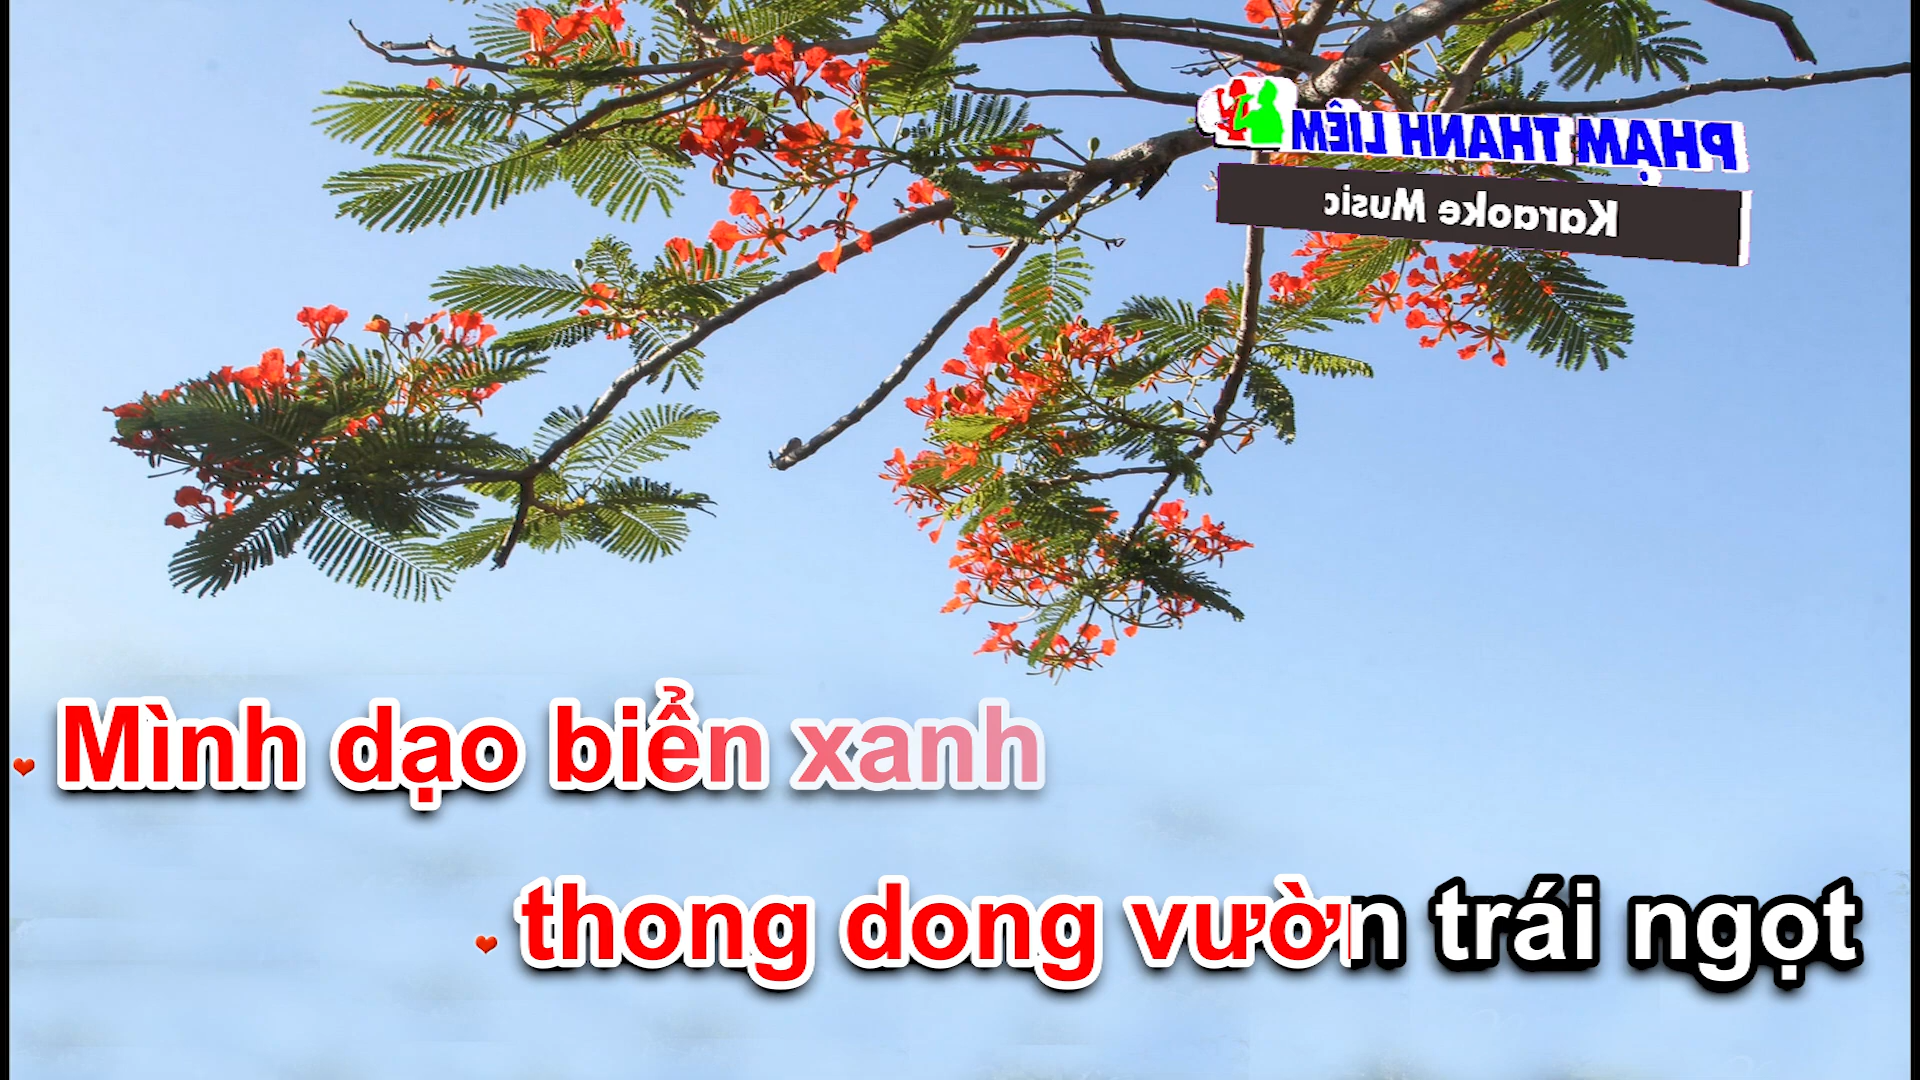 PHẠM THANH LIÊM
Karaoke Music
Mình dạo biển xanh
thong dong vườn trái ngọt